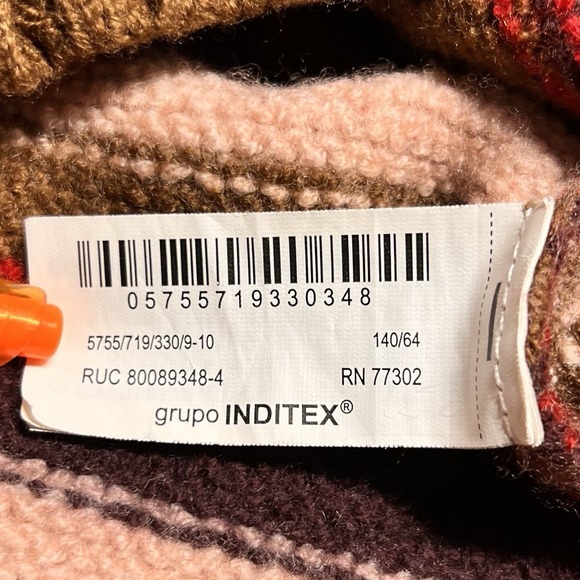 05755719330348
5755/719/330/9-10 140/64
RUC 80089348-4 RN 77302
grupo INDITEX®